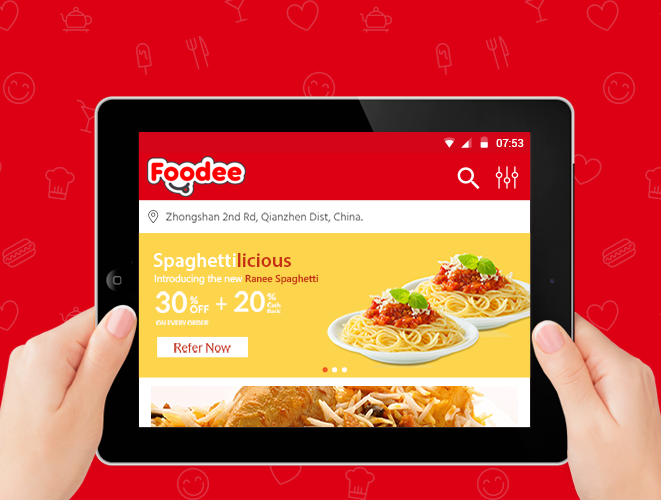 07:53
Foodee
Zhongshan 2nd Rd, Qianzhen Dist, China.
Spaghettilicious
Introducing the new Ranee Spaghetti
30% OFF + 20% Cash Back
ON EVERY ORDER
Refer Now